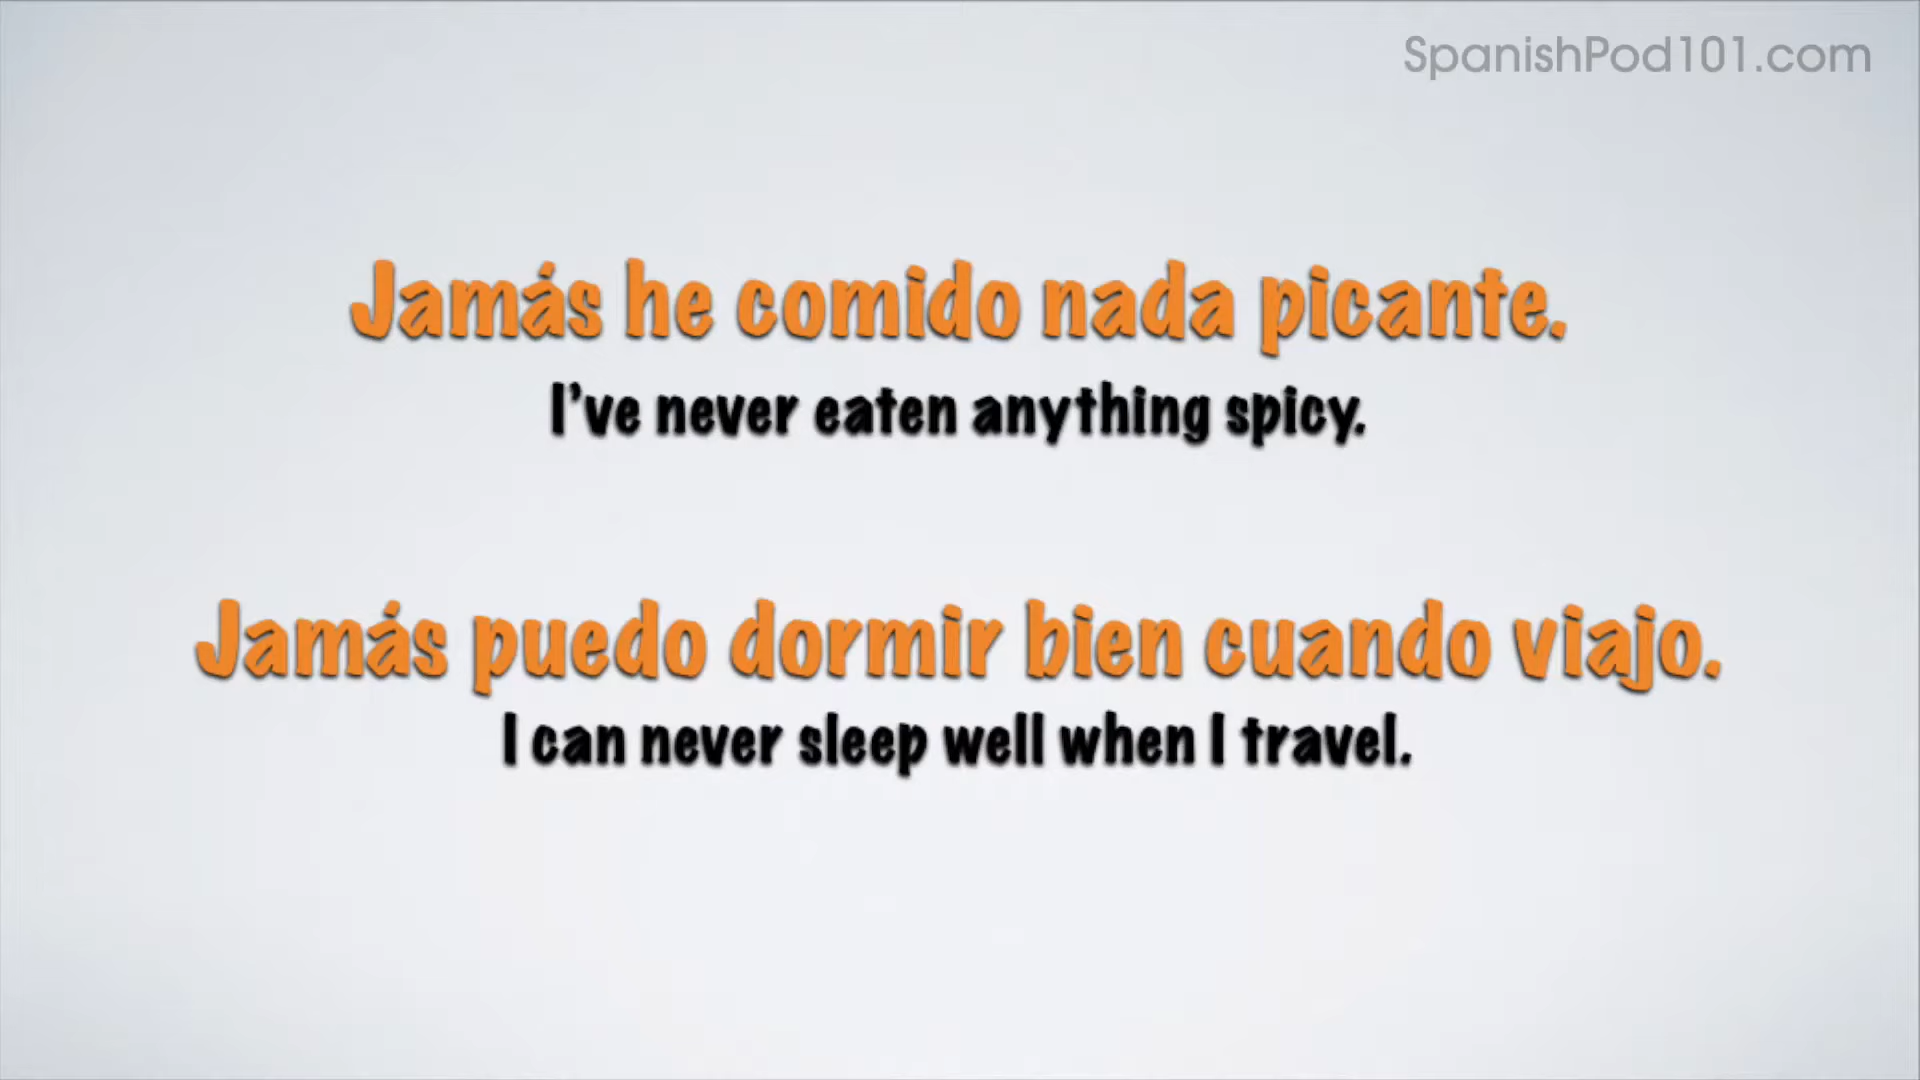 SpanishPod101.com
Jamás he comido nada picante.
I’ve never eaten anything spicy.
Jamás puedo dormir bien cuando viajo.
I can never sleep well when I travel.